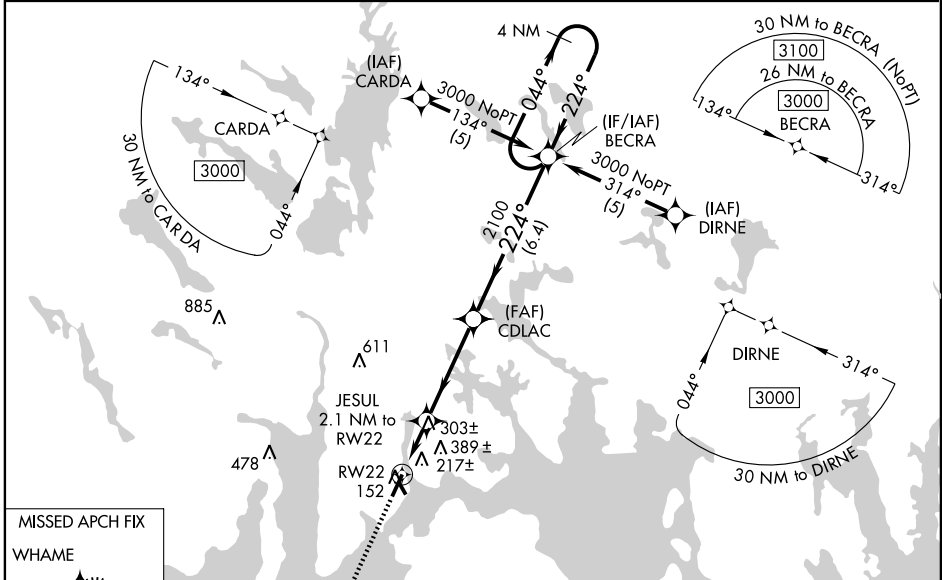 4 NM
(IAF)
CARDA
3000 NoPT
134°
(5)
044°
224°
(IF/IAF)
BECRA
3000 NoPT
314°
(5)
(IAF)
DIRNE
134°
CARDA
3000
044°
30 NM to CARDA
30 NM to BECRA (NoPT)
3100
26 NM to BECRA
3000
BECRA
134°
314°
2100
224°
(6.4)
(FAF)
CDLAC
885
611
478
JESUL
2.1 NM to
RW22
303±
389±
217±
RW22
152
DIRNE
314°
044°
3000
30 NM to DIRNE
MISSED APCH FIX
WHAME